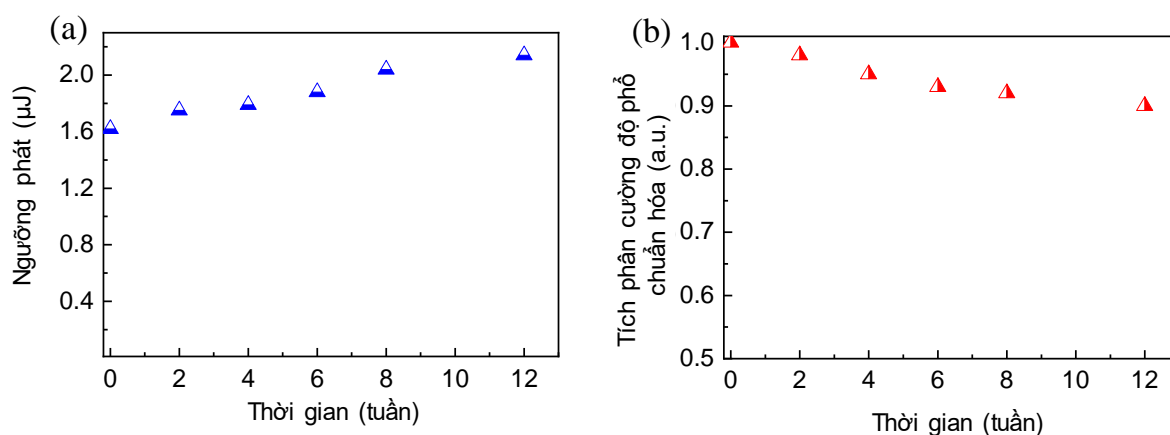 (a)
Ngưỡng phát (µJ)
2.0
1.6
1.2
0.8
0.4
0 2 4 6 8 10 12
Thời gian (tuần)
(b)
Tích phân cường độ phổ
chuẩn hóa (a.u.)
1.0
0.9
0.8
0.7
0.6
0.5
0 2 4 6 8 10 12
Thời gian (tuần)